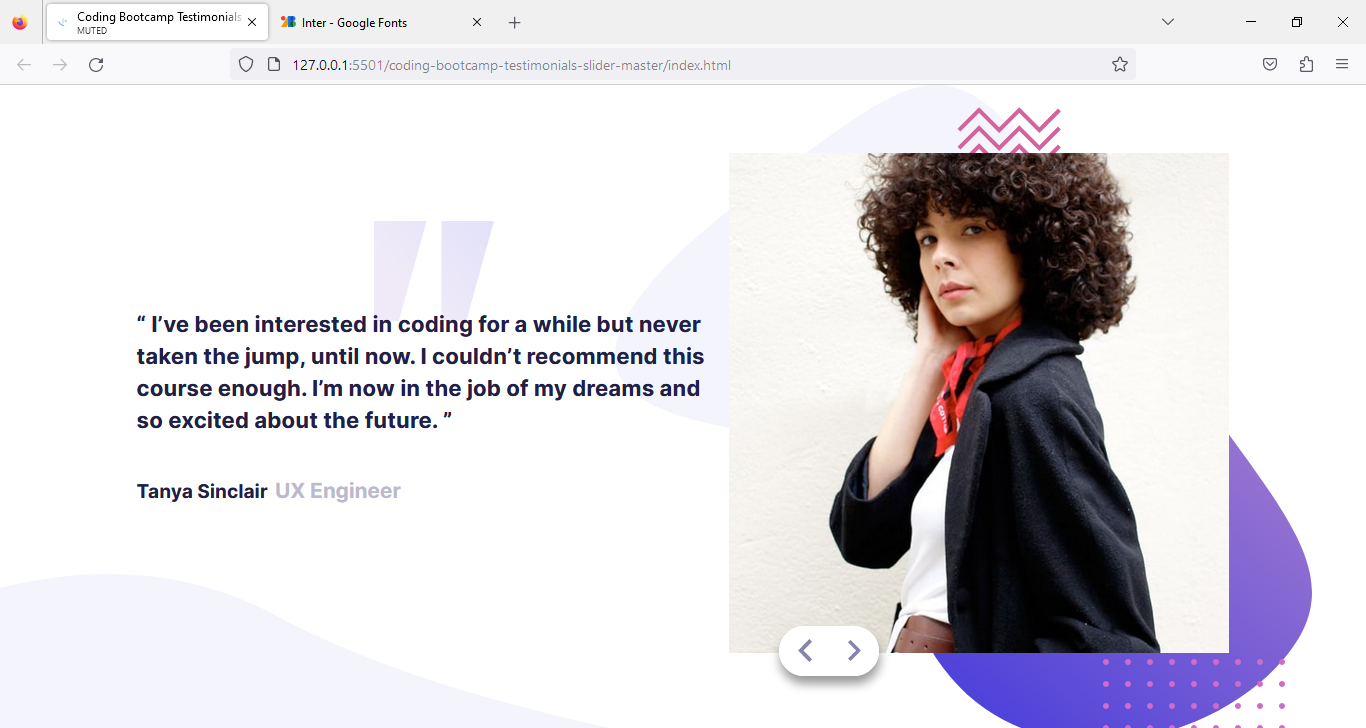 Coding Bootcamp Testimonials
MUTED
Inter - Google Fonts
127.0.0.1:5501/coding-bootcamp-testimonials-slider-master/index.html
“ I’ve been interested in coding for a while but never
taken the jump, until now. I couldn’t recommend this
course enough. I’m now in the job of my dreams and
so excited about the future. ”
Tanya Sinclair UX Engineer